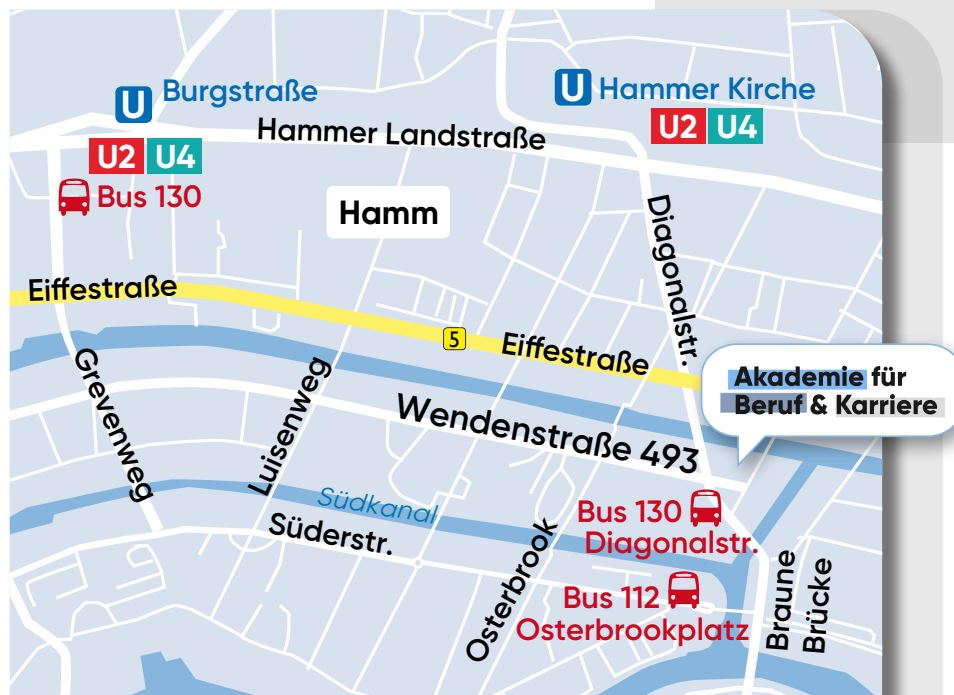 U Burgstraße
U Hammer Kirche
Hammer Landstraße
U2 U4
U2 U4
Bus 130
Hamm
Diagonalstr.
Eiffestraße
5
Eiffestraße
Grevenweg
Luisenweg
Akademie für
Beruf & Karriere
Wendenstraße 493
Südkanal
Süderstr.
Bus 130
Diagonalstr.
Osterbrook
Bus 112
Osterbrookplatz
Braune
Brücke